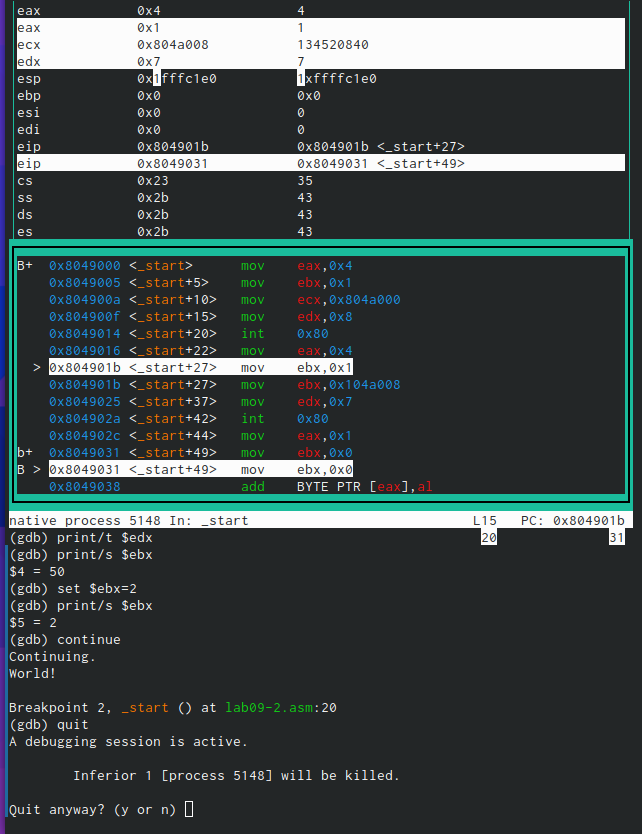 eax 0x4 4
eax 0x1 1
ecx 0x804a008 134520840
edx 0x7 7
esp 0x1fffc1e0 1xffffc1e0
ebp 0x0 0x0
esi 0x0 0
edi 0x0 0
eip 0x804901b 0x804901b <_start+27>
eip 0x8049031 0x8049031 <_start+49>
cs 0x23 35
ss 0x2b 43
ds 0x2b 43
es 0x2b 43
B+ 0x8049000 <_start> mov eax,0x4
0x8049005 <_start+5> mov ebx,0x1
0x804900a <_start+10> mov ecx,0x804a000
0x804900f <_start+15> mov edx,0x8
0x8049014 <_start+20> int 0x80
0x8049016 <_start+22> mov eax,0x4
> 0x804901b <_start+27> mov ebx,0x1
0x804901b <_start+27> mov ebx,0x104a008
0x8049025 <_start+37> mov edx,0x7
0x804902a <_start+42> int 0x80
0x804902c <_start+44> mov eax,0x1
b+ 0x8049031 <_start+49> mov ebx,0x0
B > 0x8049031 <_start+49> mov ebx,0x0
0x8049038 add BYTE PTR [eax],al
native process 5148 In: _start L15 PC: 0x804901b
(gdb) print/t $edx 20 31
(gdb) print/s $ebx
$4 = 50
(gdb) set $ebx=2
(gdb) print/s $ebx
$5 = 2
(gdb) continue
Continuing.
World!
Breakpoint 2, _start () at lab09-2.asm:20
(gdb) quit
A debugging session is active.
Inferior 1 [process 5148] will be killed.
Quit anyway? (y or n)